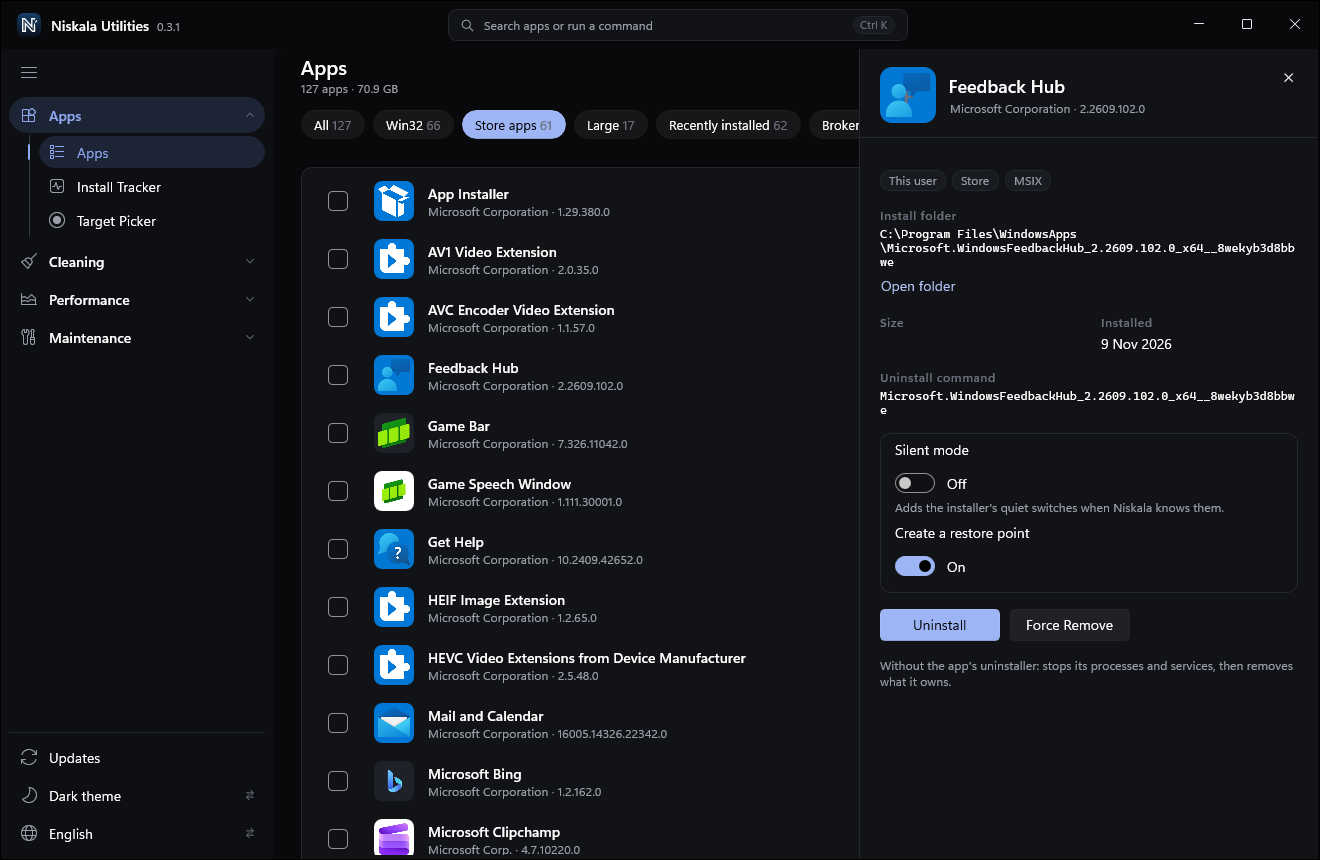 Niskala Utilities 0.3.1
Search apps or run a command
Ctrl K
Apps
Apps
Install Tracker
Target Picker
Cleaning
Performance
Maintenance
Updates
Dark theme
English
Apps
127 apps · 70.9 GB
All 127
Win32 66
Store apps 61
Large 17
Recently installed 62
Broker
App Installer
Microsoft Corporation · 1.29.380.0
AV1 Video Extension
Microsoft Corporation · 2.0.35.0
AVC Encoder Video Extension
Microsoft Corporation · 1.1.57.0
Feedback Hub
Microsoft Corporation · 2.2609.102.0
Game Bar
Microsoft Corporation · 7.326.11042.0
Game Speech Window
Microsoft Corporation · 1.111.30001.0
Get Help
Microsoft Corporation · 10.2409.42652.0
HEIF Image Extension
Microsoft Corporation · 1.2.65.0
HEVC Video Extensions from Device Manufacturer
Microsoft Corporation · 2.5.48.0
Mail and Calendar
Microsoft Corporation · 16005.14326.22342.0
Microsoft Bing
Microsoft Corporation · 1.2.162.0
Microsoft Clipchamp
Microsoft Corp. · 4.7.10220.0
Feedback Hub
Microsoft Corporation · 2.2609.102.0
This user
Store
MSIX
Install folder
C:\Program Files\WindowsApps
\Microsoft.WindowsFeedbackHub_2.2609.102.0_x64__8wekyb3d8bb
we
Open folder
Size
Installed
9 Nov 2026
Uninstall command
Microsoft.WindowsFeedbackHub_2.2609.102.0_x64__8wekyb3d8bbw
e
Silent mode
Off
Adds the installer's quiet switches when Niskala knows them.
Create a restore point
On
Uninstall
Force Remove
Without the app's uninstaller: stops its processes and services, then removes
what it owns.